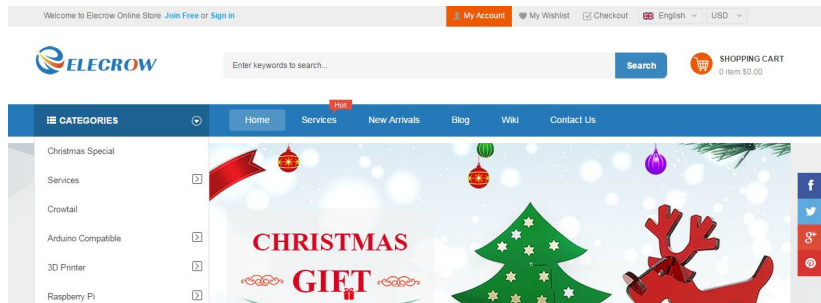 Welcome to Elecrow Online Store Join Free or Sign in
My Account My Wishlist Checkout English USD
ELECROW
Enter keywords to search...
Search
SHOPPING CART
0 item $0.00
Hot
CATEGORIES
Home Services New Arrivals Blog Wiki Contact Us
Christmas Special
Services
Crowtail
Arduino Compatible
3D Printer
Raspberry Pi
CHRISTMAS
GIFT
f
g+